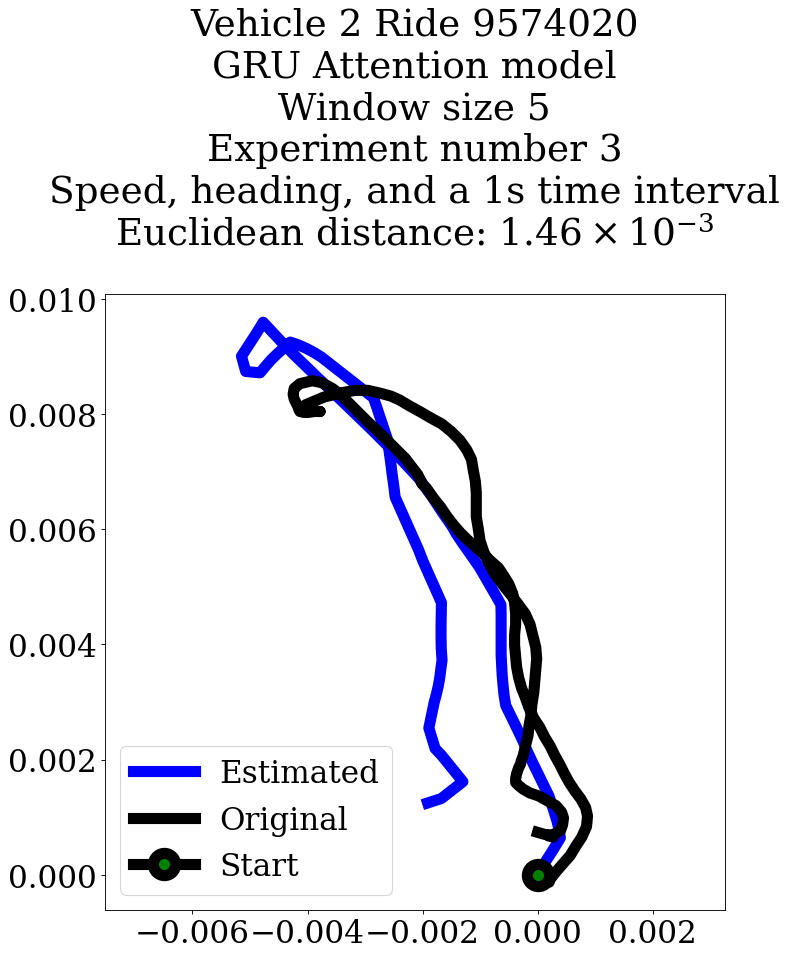 Vehicle 2 Ride 9574020
GRU Attention model
Window size 5
Experiment number 3
Speed, heading, and a 1s time interval
Euclidean distance: 1.46 × 10⁻³
0.010
0.008
0.006
0.004
0.002
0.000
Estimated
Original
Start
−0.006 −0.004 −0.002 0.000 0.002